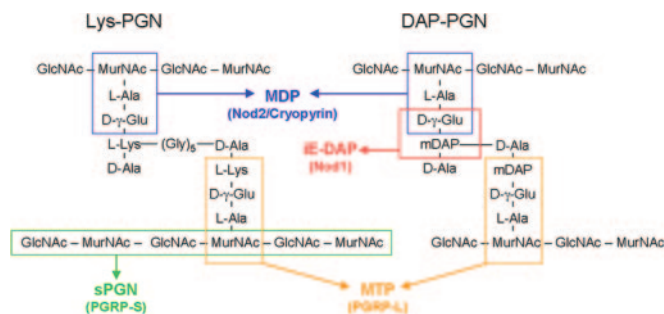 Lys-PGN DAP-PGN
GlcNAc – MurNAc – GlcNAc – MurNAc GlcNAc – MurNAc – GlcNAc – MurNAc
L-Ala MDP L-Ala
D-γ-Glu (Nod2/Cryopyrin) D-γ-Glu
L-Lys — (Gly)5 — D-Ala iE-DAP mDAP — D-Ala
D-Ala L-Lys (Nod1) D-Ala mDAP
D-γ-Glu D-γ-Glu
L-Ala L-Ala
GlcNAc – MurNAc – GlcNAc – MurNAc – GlcNAc – MurNAc GlcNAc – MurNAc – GlcNAc – MurNAc
sPGN MTP
(PGRP-S) (PGRP-L)